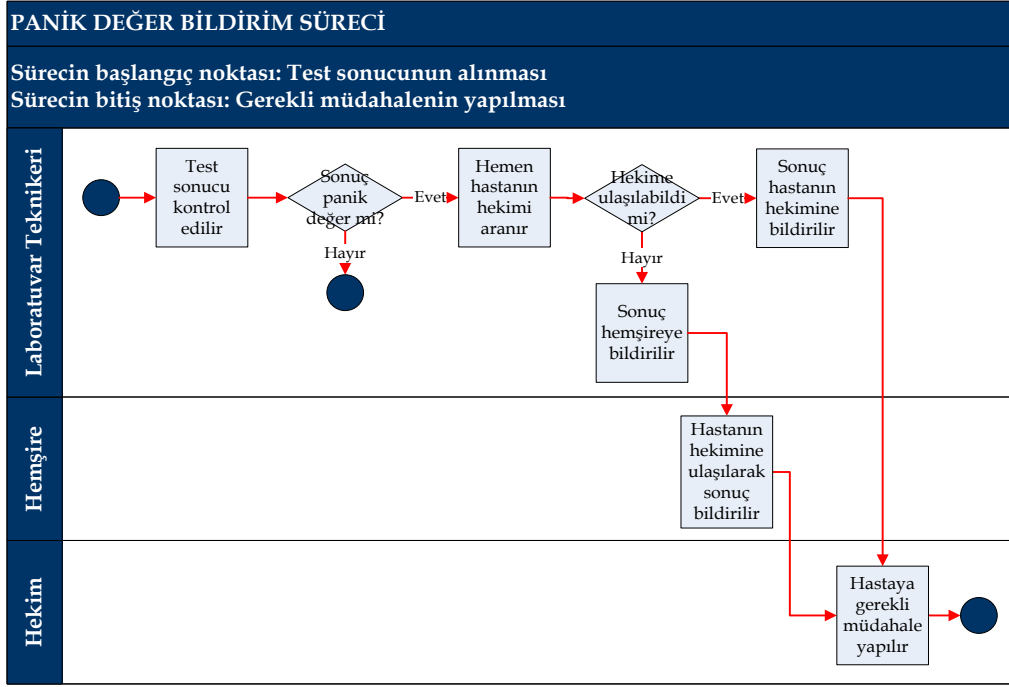 PANİK DEĞER BİLDİRİM SÜRECİ
Sürecin başlangıç noktası: Test sonucunun alınması
Sürecin bitiş noktası: Gerekli müdahalenin yapılması
Laboratuvar Teknikeri
Test
sonucu
kontrol
edilir
Sonuç
panik
değer mi?
Evet
Hayır
Hemen
hastanın
hekimi
aranır
Hekime
ulaşılabildi
mi?
Evet
Hayır
Sonuç
hastanın
hekimine
bildirilir
Sonuç
hemşireye
bildirilir
Hemşire
Hastanın
hekimine
ulaşılarak
sonuç
bildirilir
Hekim
Hastaya
gerekli
müdahale
yapılır